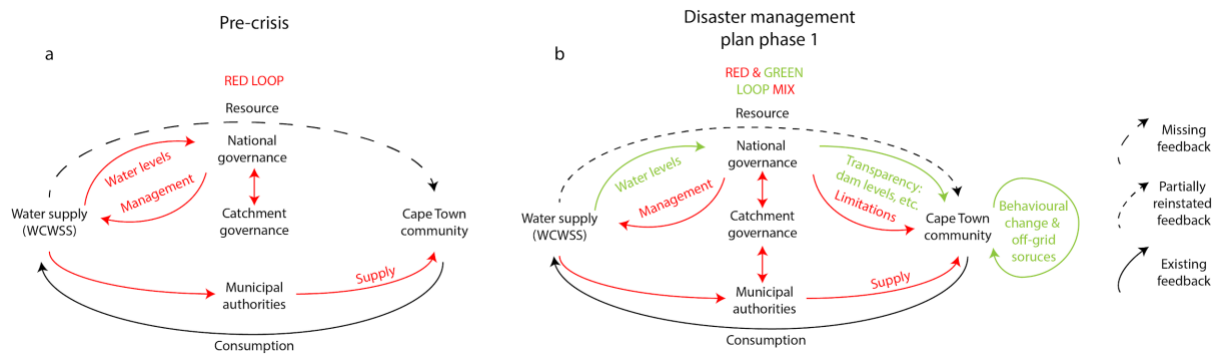 Pre-crisis
a
RED LOOP
Resource
National
governance
Water levels
Management
Water supply
(WCWSS)
Catchment
governance
Cape Town
community
Municipal
authorities
Supply
Consumption
Disaster management
plan phase 1
b
RED & GREEN
LOOP MIX
Resource
National
governance
Water levels
Management
Transparency:
dam levels, etc.
Limitations
Water supply
(WCWSS)
Catchment
governance
Cape Town
community
Behavioural
change &
off-grid
soruces
Municipal
authorities
Supply
Consumption
Missing
feedback
Partially
reinstated
feedback
Existing
feedback